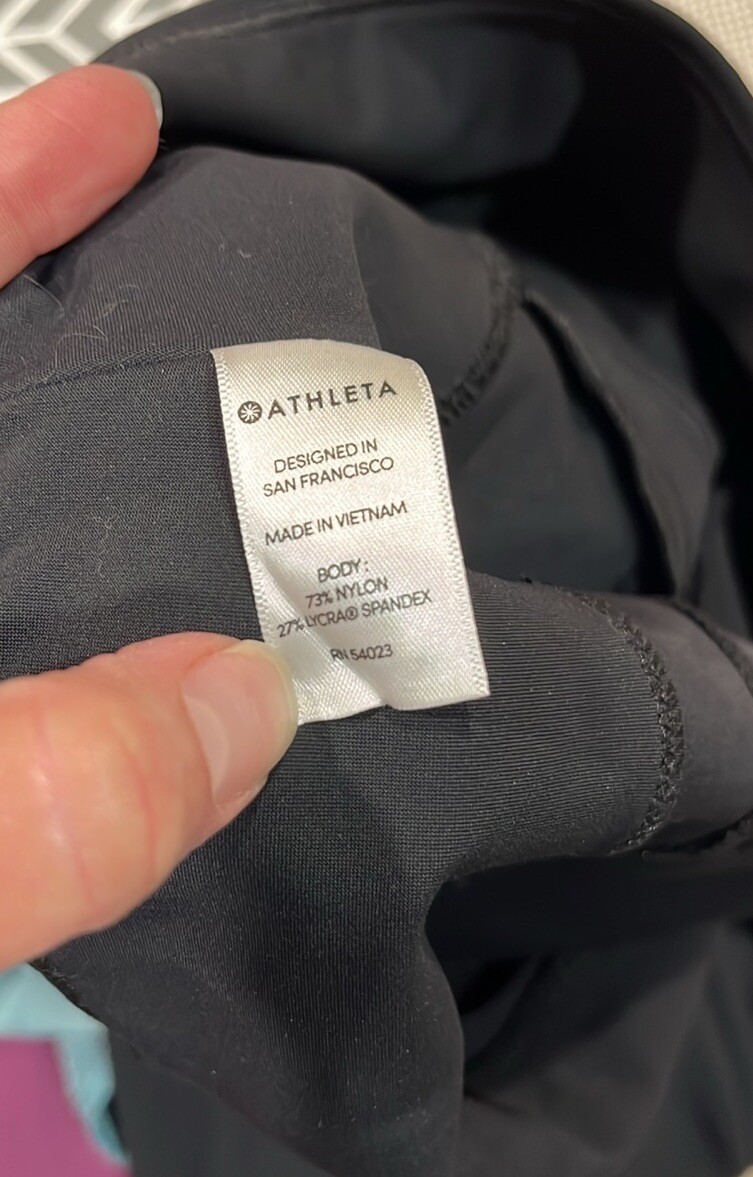 ATHLETA
DESIGNED IN
SAN FRANCISCO
MADE IN VIETNAM
BODY:
73% NYLON
27% LYCRA® SPANDEX
RN 54023